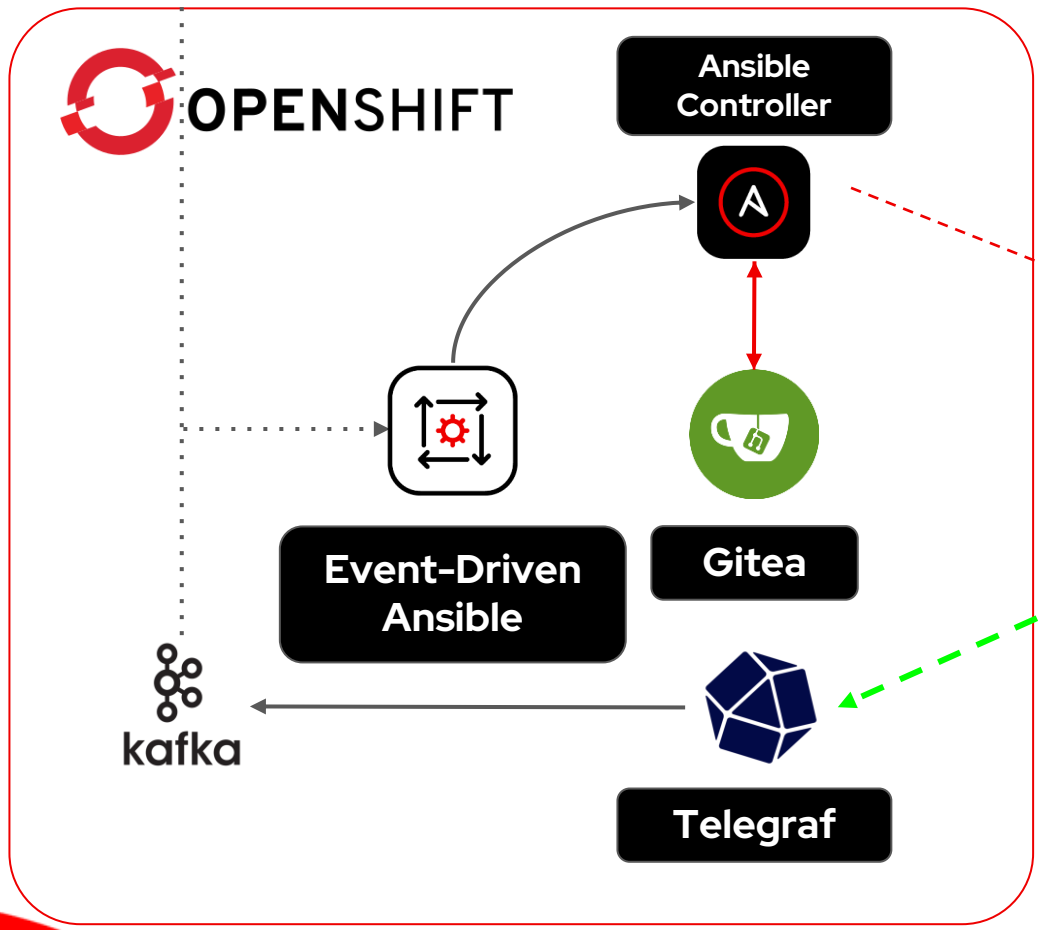 OPENSHIFT
Ansible
Controller
Event-Driven
Ansible
Gitea
kafka
Telegraf